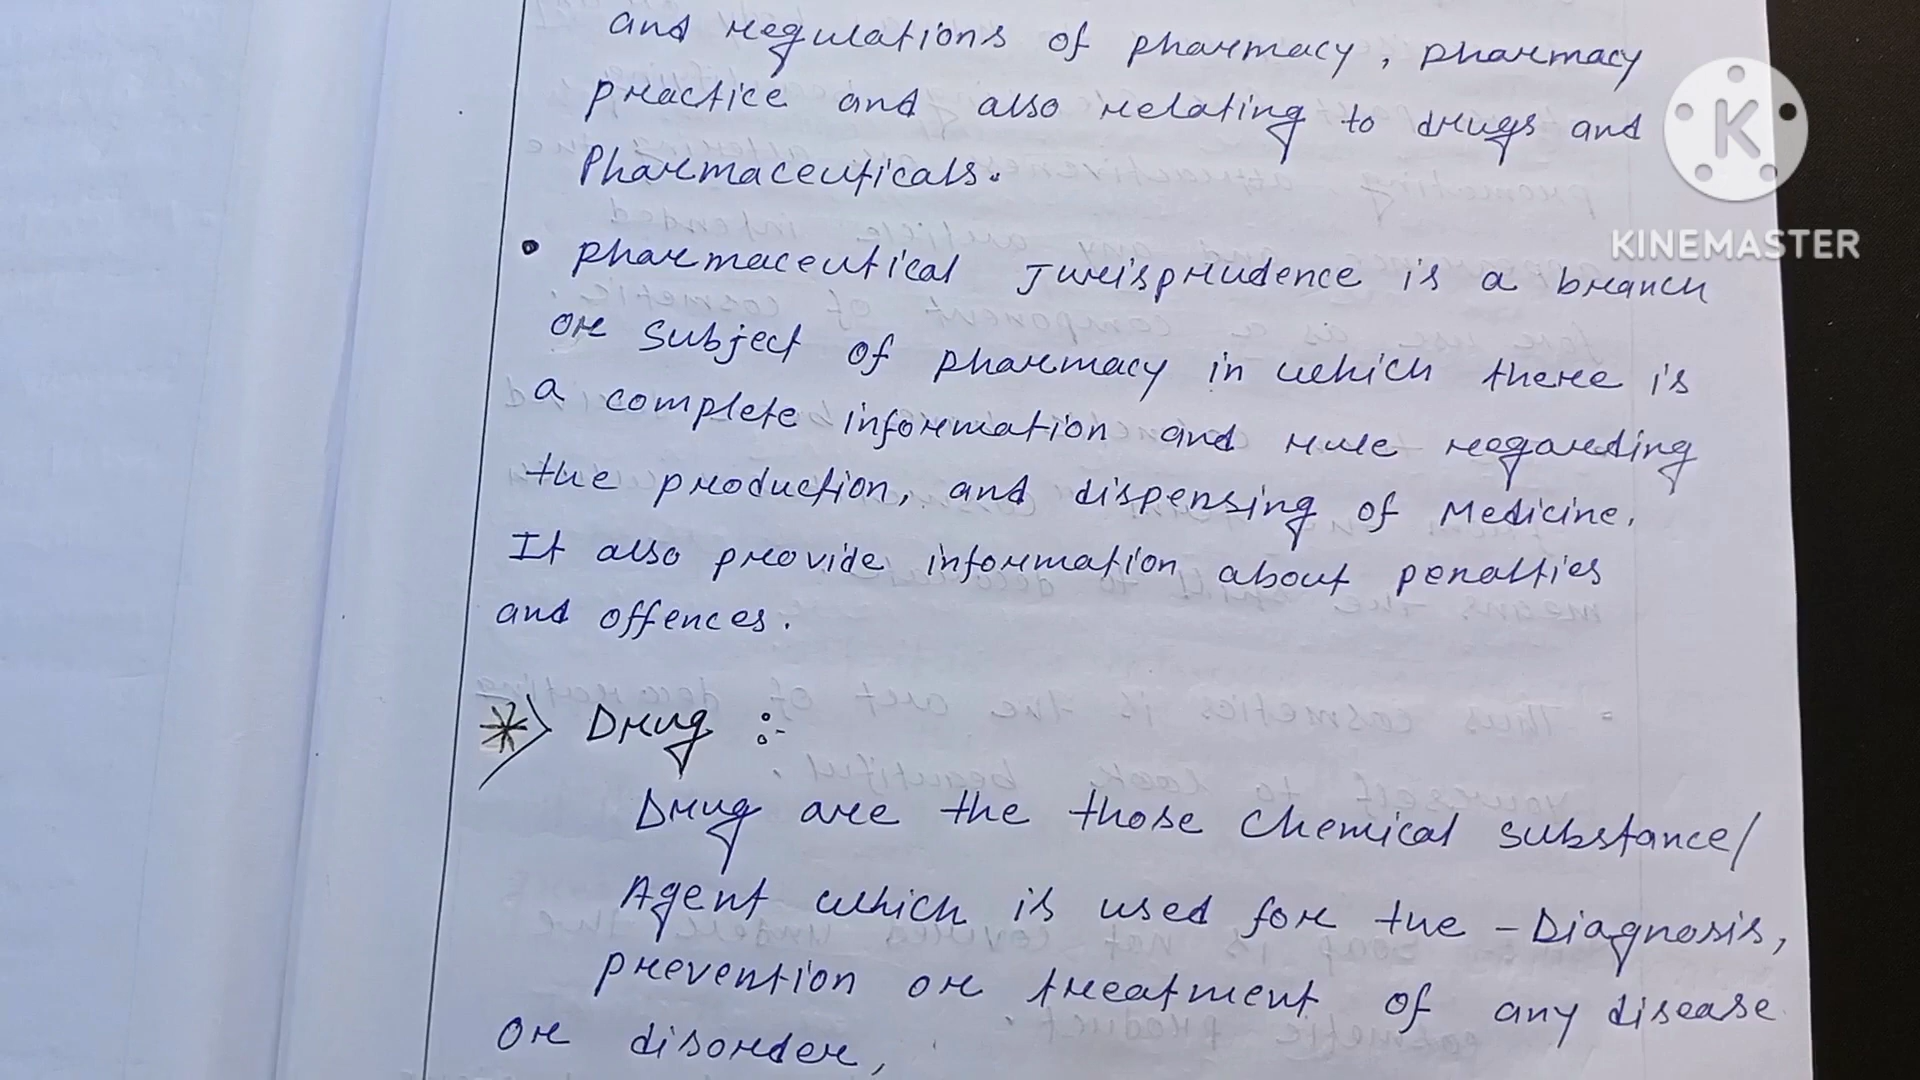 and regulations of pharmacy, pharmacy
practice and also relating to drugs and
Pharmaceuticals.
• pharmaceutical Jurisprudence is a branch
or subject of pharmacy in which there is
a complete information and rule regarding
the production, and dispensing of Medicine.
It also provide information about penalties
and offences.
* Drug :-
Drug are the those chemical substance/
Agent which is used for the - Diagnosis,
prevention or treatment of any disease
or disorder,
K
KINEMASTER